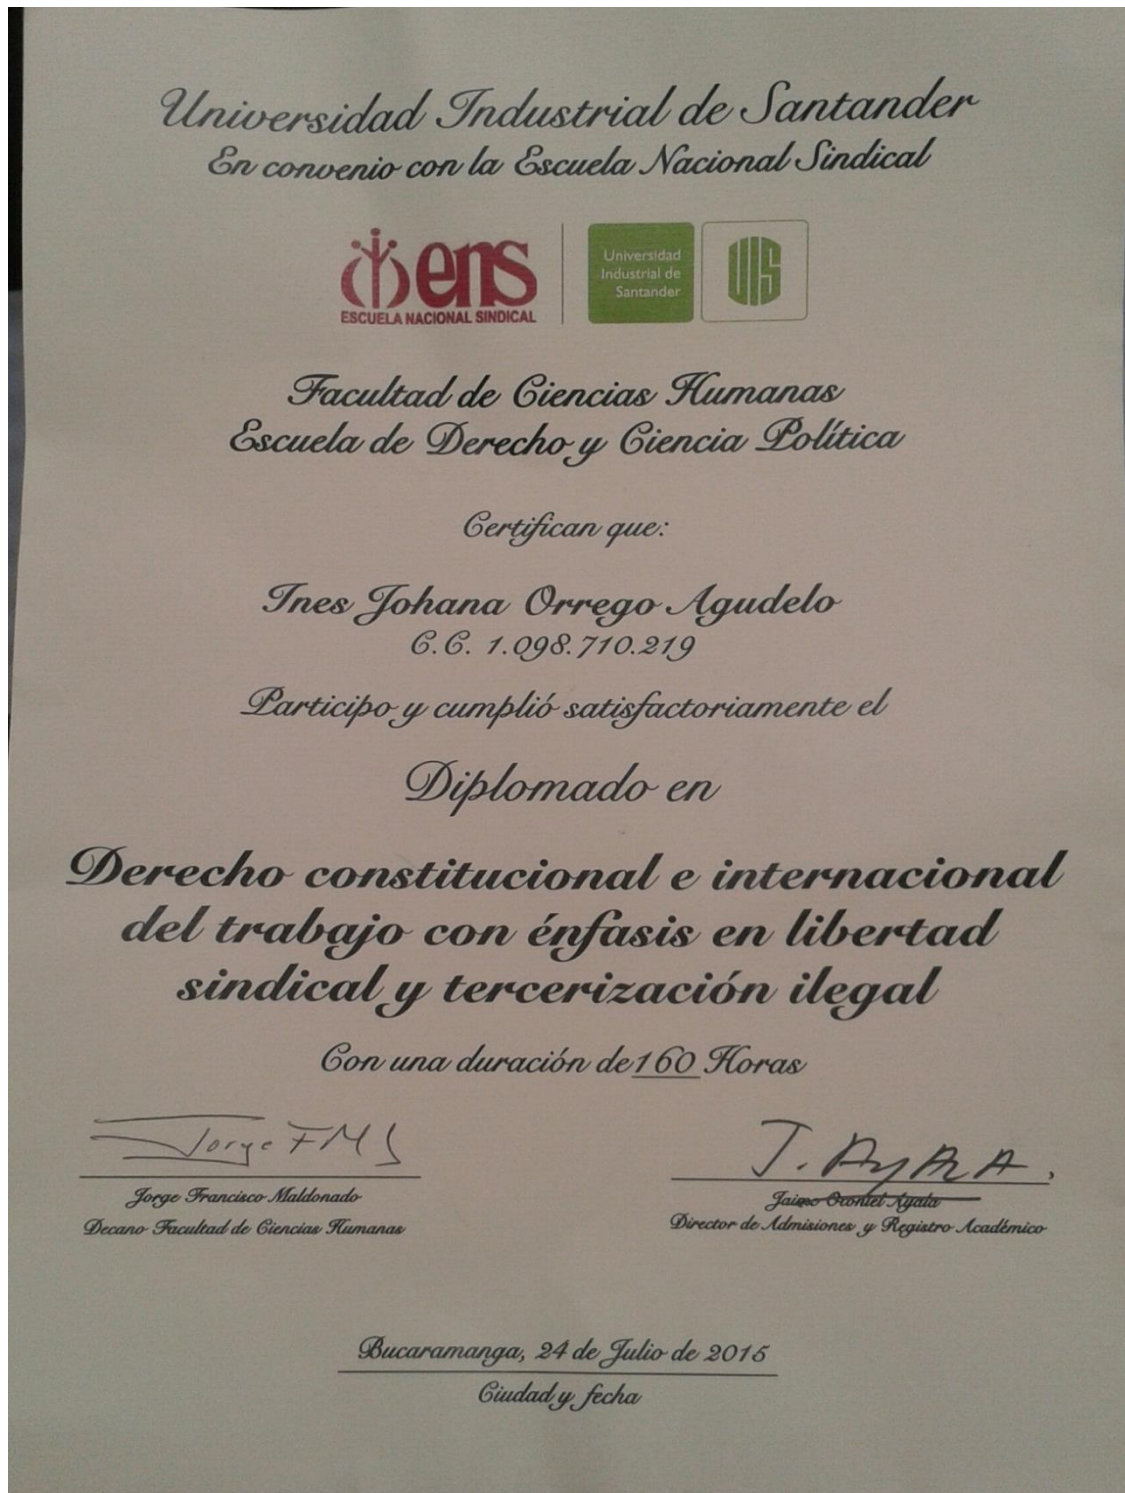 Universidad Industrial de Santander
En convenio con la Escuela Nacional Sindical
ens
ESCUELA NACIONAL SINDICAL
Universidad
Industrial de
Santander
UIS
Facultad de Ciencias Humanas
Escuela de Derecho y Ciencia Política
Certifican que:
Ines Johana Orrego Agudelo
C.C. 1.098.710.219
Participo y cumplió satisfactoriamente el
Diplomado en
Derecho constitucional e internacional
del trabajo con énfasis en libertad
sindical y tercerización ilegal
Con una duración de 160 Horas
Jorge FMS
J. Ayala
Jorge Francisco Maldonado
Decano Facultad de Ciencias Humanas
Jaime Ayala
Director de Admisiones y Registro Académico
Bucaramanga, 24 de Julio de 2015
Ciudad y fecha